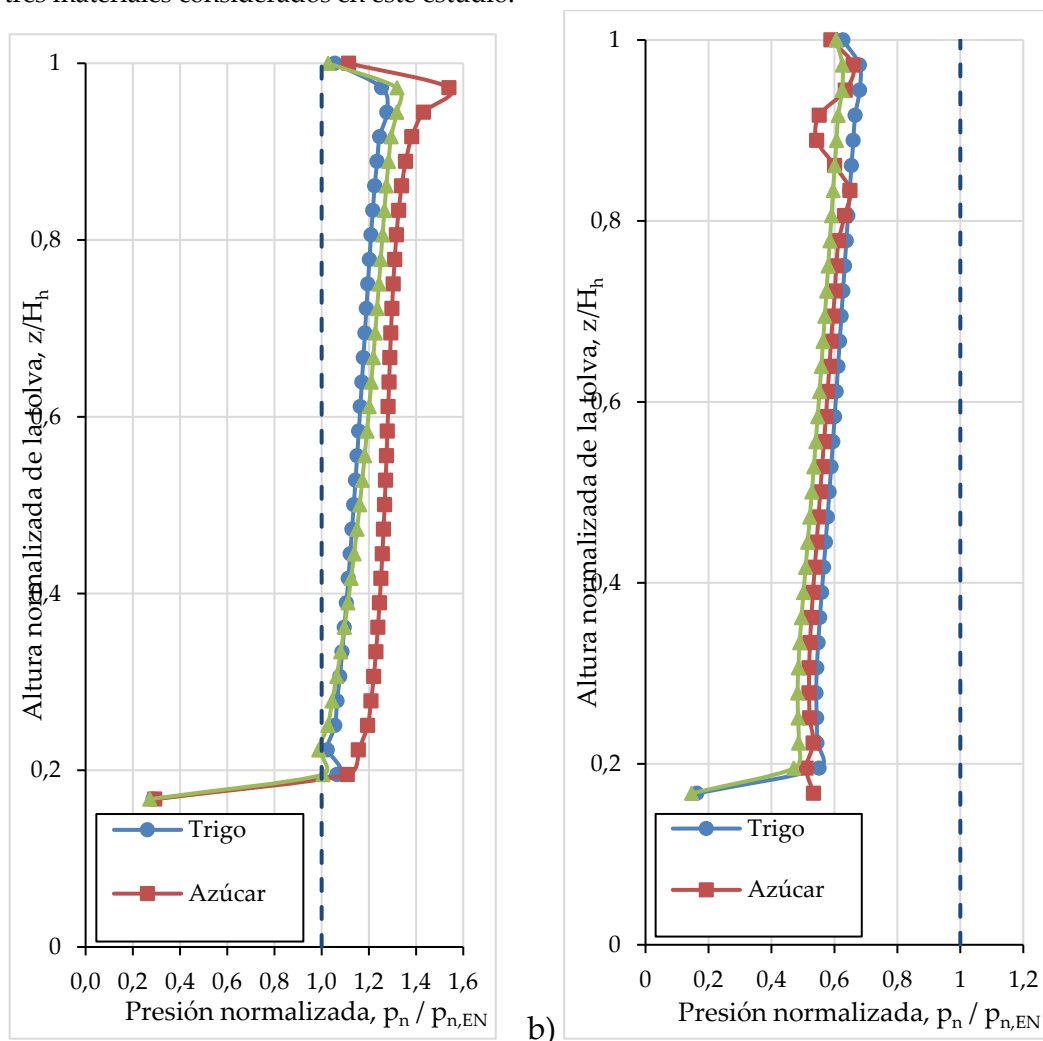 tres materiales considerados en este estudio.
Altura normalizada de la tolva, z/Hₕ
1
0,8
0,6
0,4
0,2
0
Trigo
Azúcar
0,0 0,2 0,4 0,6 0,8 1,0 1,2 1,4 1,6
Presión normalizada, pₙ / pₙ,EN
b)
Altura normalizada de la tolva, z/Hₕ
1
0,8
0,6
0,4
0,2
0
Trigo
Azúcar
0 0,2 0,4 0,6 0,8 1 1,2
Presión normalizada, pₙ / pₙ,EN